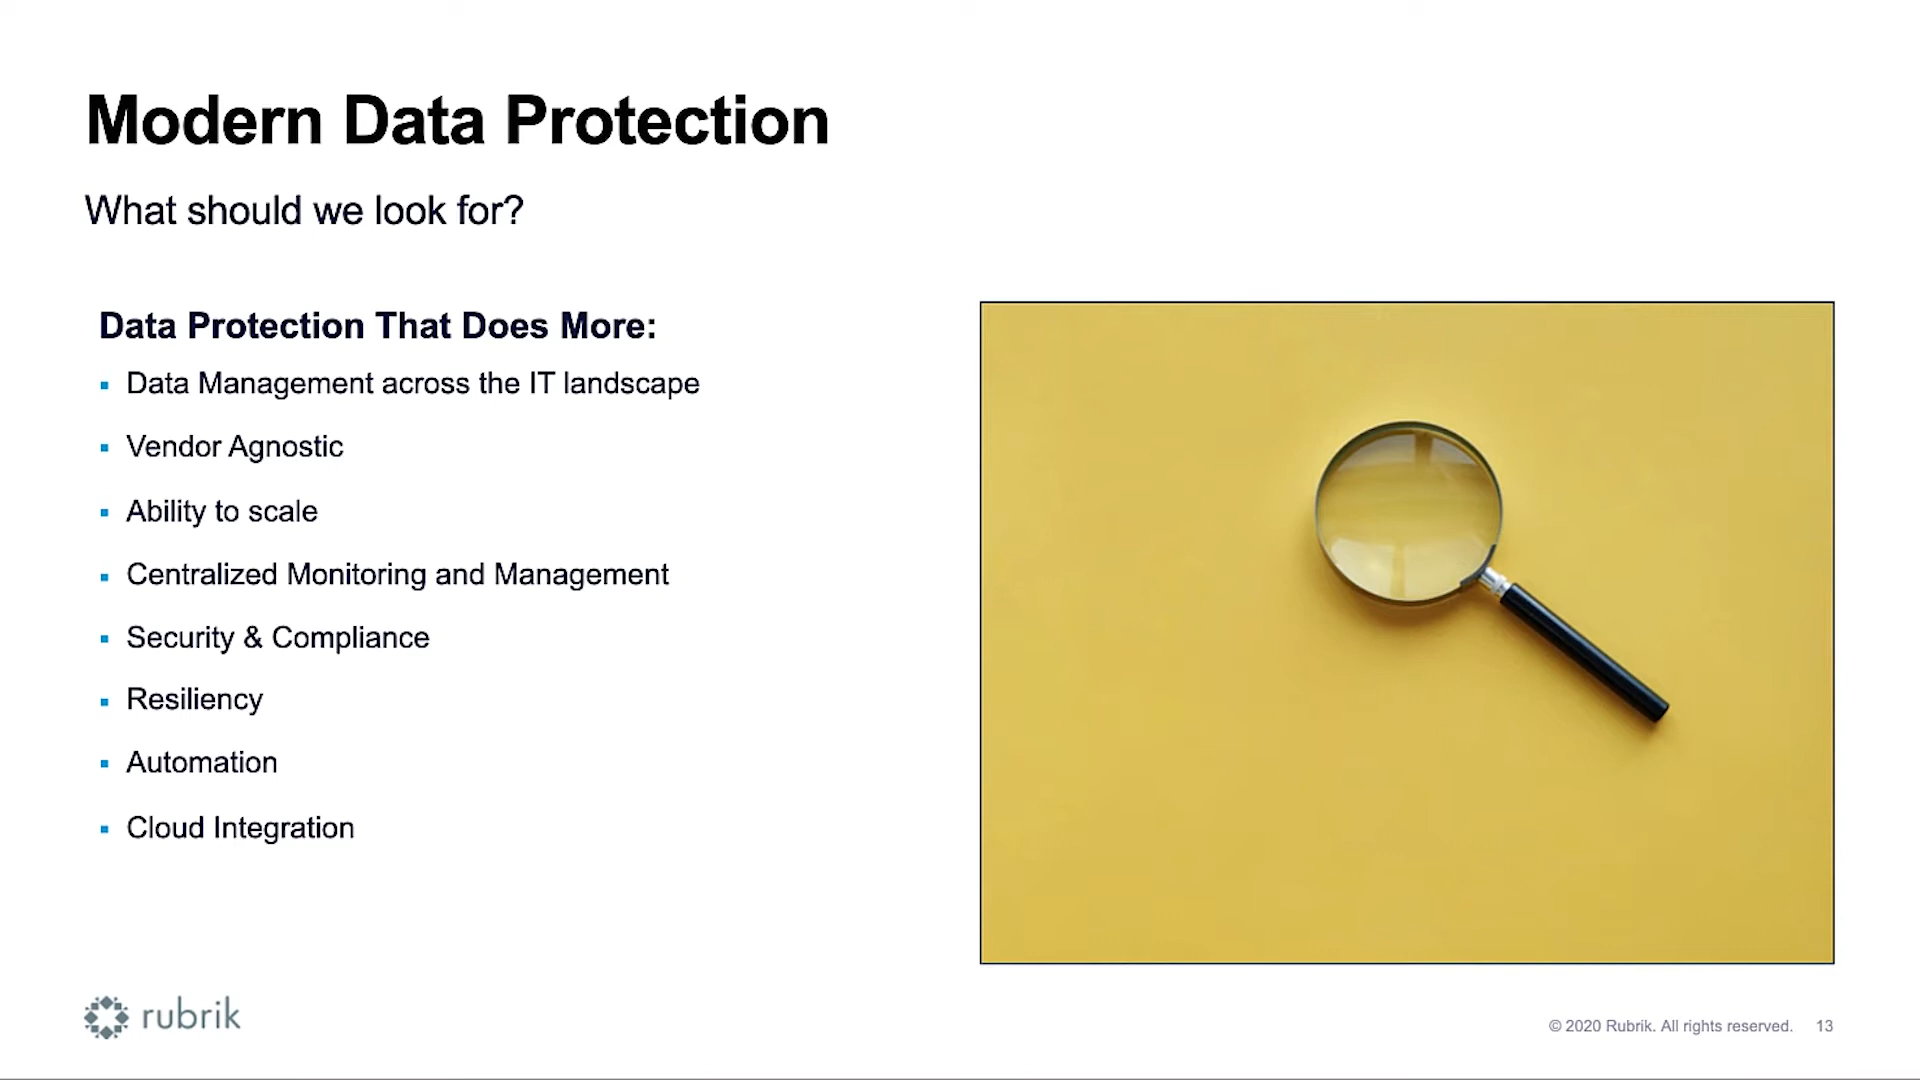 Modern Data Protection
What should we look for?
Data Protection That Does More:
▪ Data Management across the IT landscape
▪ Vendor Agnostic
▪ Ability to scale
▪ Centralized Monitoring and Management
▪ Security & Compliance
▪ Resiliency
▪ Automation
▪ Cloud Integration
rubrik
© 2020 Rubrik. All rights reserved. 13